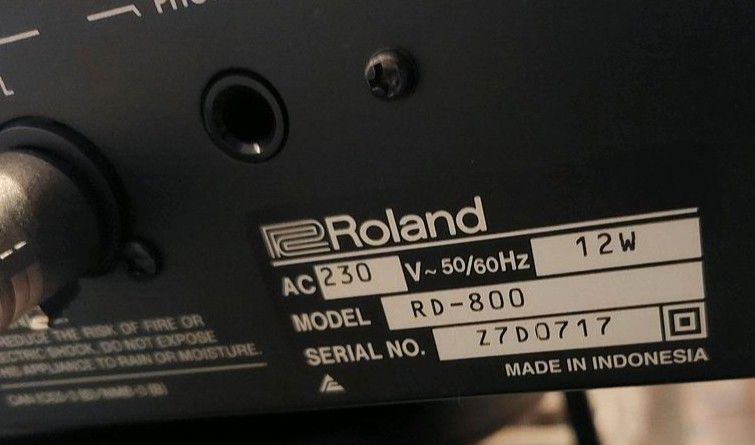 Roland
AC 230 V~ 50/60Hz 12W
MODEL RD-800
SERIAL NO. Z7D0717
MADE IN INDONESIA
REDUCE THE RISK OF FIRE OR
ELECTRIC SHOCK, DO NOT EXPOSE
THIS APPLIANCE TO RAIN OR MOISTURE.